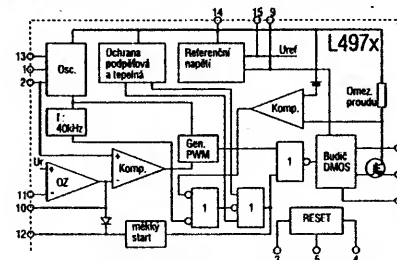 14
15 9
L497x
13
1
2
Osc.
Ochrana
podpěťová
a tepelná
Referenční
napětí
Uref
Omez.
proudu
Komp.
f :
40kHz
Gen.
PWM
Budič
DMOS
Ur
+
-
OZ
+
-
Komp.
1
11
10
1
1
12
měkký
start
RESET
3
5
4